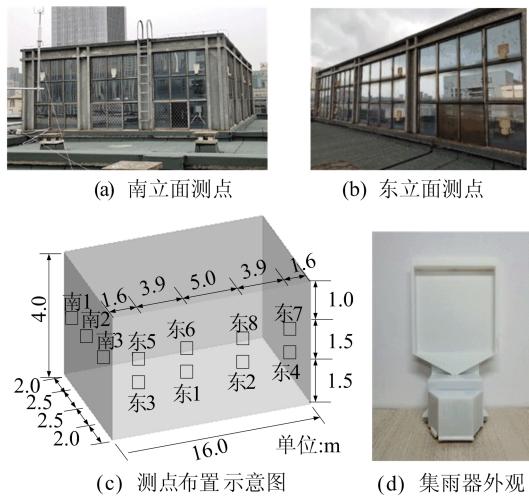 (a) 南立面测点
(b) 东立面测点
4.0
1.6
3.9
5.0
3.9
1.6
南1
南2
南3
东5
东6
东8
东7
东3
东1
东2
东4
1.0
1.5
1.5
2.0
2.5
2.5
2.0
16.0
单位:m
(c) 测点布置示意图
(d) 集雨器外观